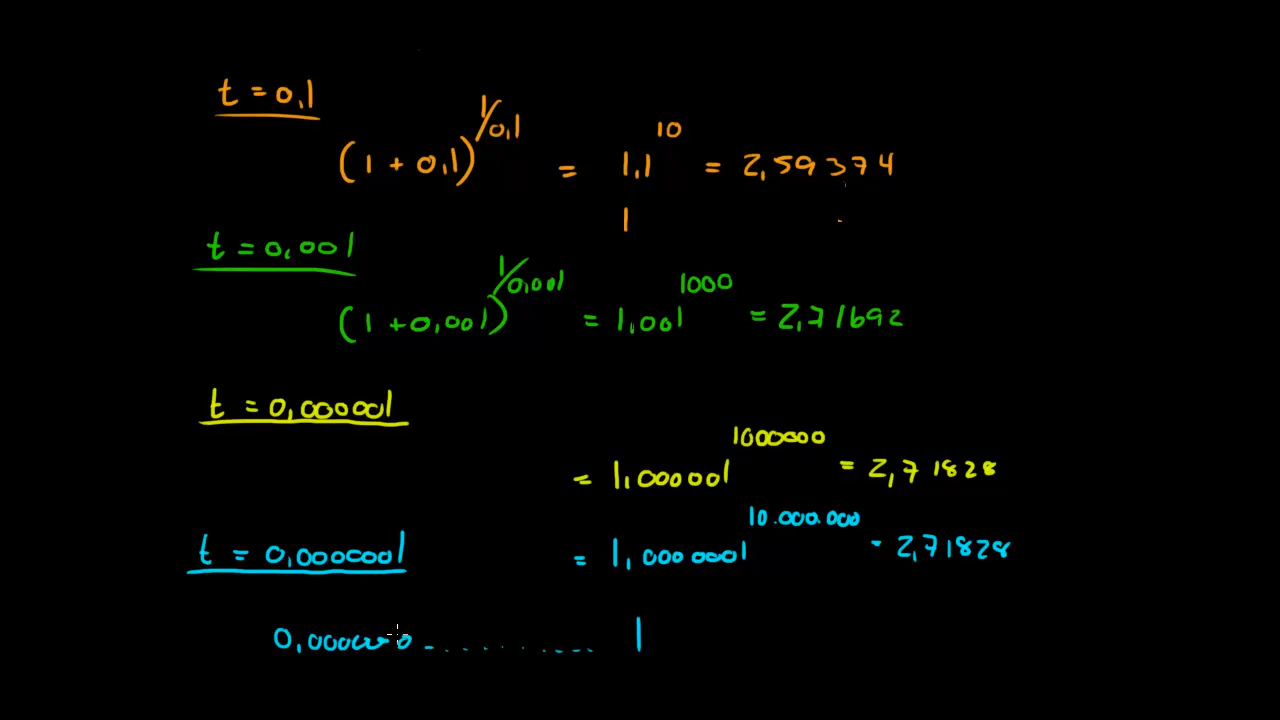 t = 0,1
(1 + 0,1)^1/0,1 = 1,1^10 = 2,59374
1
t = 0,001
(1 + 0,001)^1/0,001 = 1,001^1000 = 2,71692
t = 0,000001
= 1,000001^1000000 = 2,71828
t = 0,0000001
= 1,0000001^10.000.000 = 2,71828
0,0000000............ 1